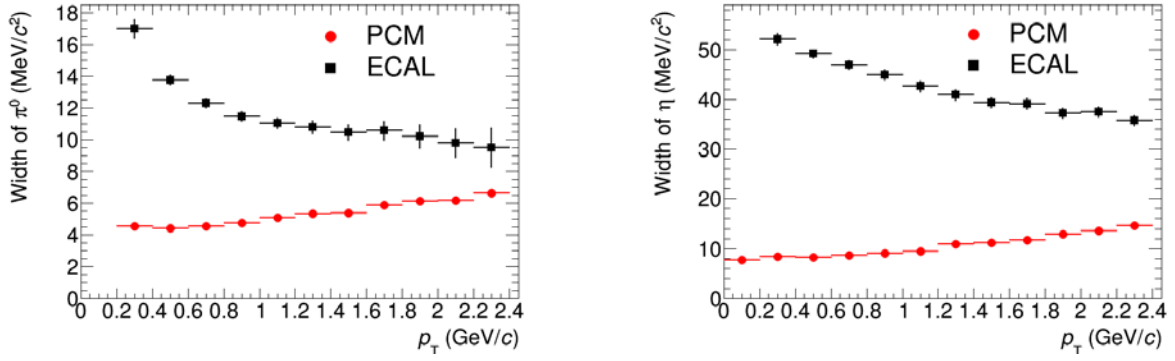 Width of π⁰ (MeV/c²)
18
16
14
12
10
8
6
4
2
0
PCM
ECAL
0 0.2 0.4 0.6 0.8 1 1.2 1.4 1.6 1.8 2 2.2 2.4
p_T (GeV/c)
Width of η (MeV/c²)
50
40
30
20
10
0
PCM
ECAL
0 0.2 0.4 0.6 0.8 1 1.2 1.4 1.6 1.8 2 2.2 2.4
p_T (GeV/c)